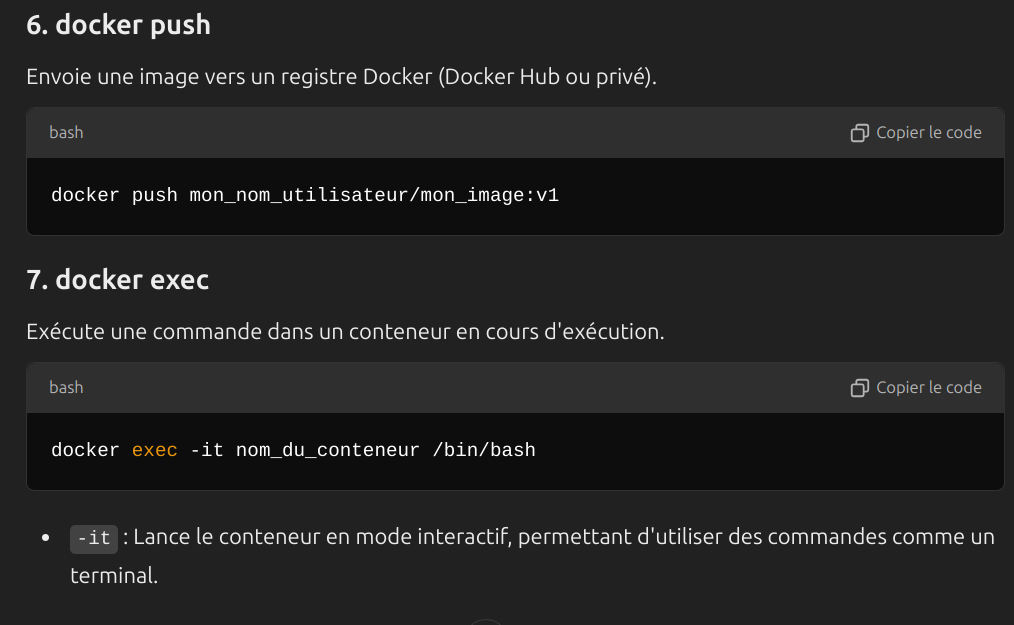 6. docker push
Envoie une image vers un registre Docker (Docker Hub ou privé).
bash
Copier le code
docker push mon_nom_utilisateur/mon_image:v1
7. docker exec
Exécute une commande dans un conteneur en cours d'exécution.
bash
Copier le code
docker exec -it nom_du_conteneur /bin/bash
• -it : Lance le conteneur en mode interactif, permettant d'utiliser des commandes comme un
terminal.